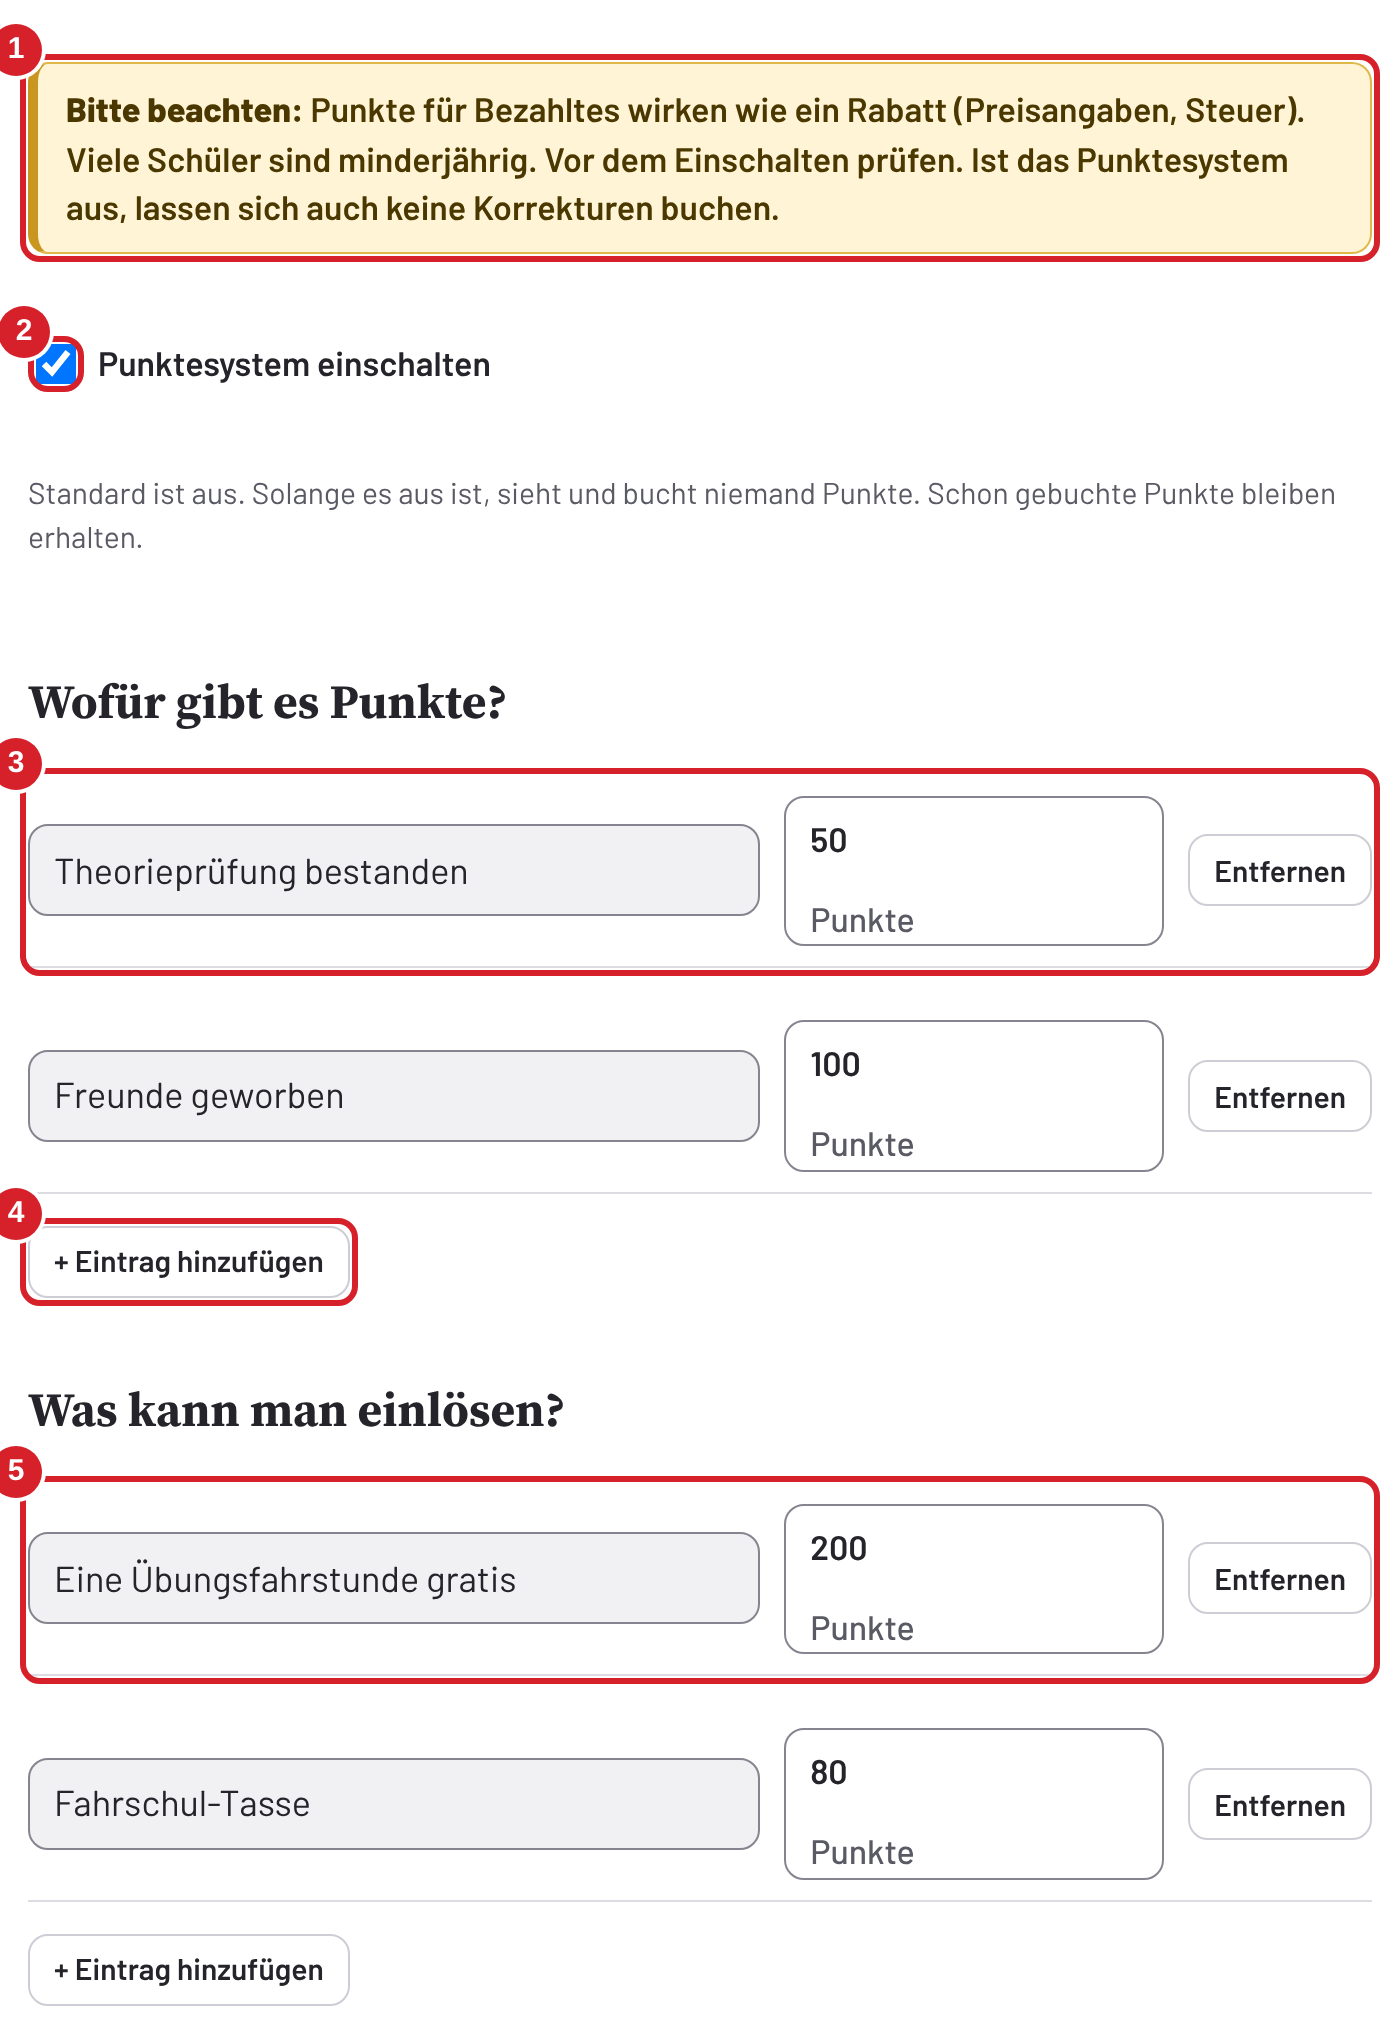 1
Bitte beachten: Punkte für Bezahltes wirken wie ein Rabatt (Preisangaben, Steuer).
Viele Schüler sind minderjährig. Vor dem Einschalten prüfen. Ist das Punktesystem
aus, lassen sich auch keine Korrekturen buchen.
2
Punktesystem einschalten
Standard ist aus. Solange es aus ist, sieht und bucht niemand Punkte. Schon gebuchte Punkte bleiben
erhalten.
Wofür gibt es Punkte?
3
Theorieprüfung bestanden
50
Punkte
Entfernen
Freunde geworben
100
Punkte
Entfernen
4
+ Eintrag hinzufügen
Was kann man einlösen?
5
Eine Übungsfahrstunde gratis
200
Punkte
Entfernen
Fahrschul-Tasse
80
Punkte
Entfernen
+ Eintrag hinzufügen